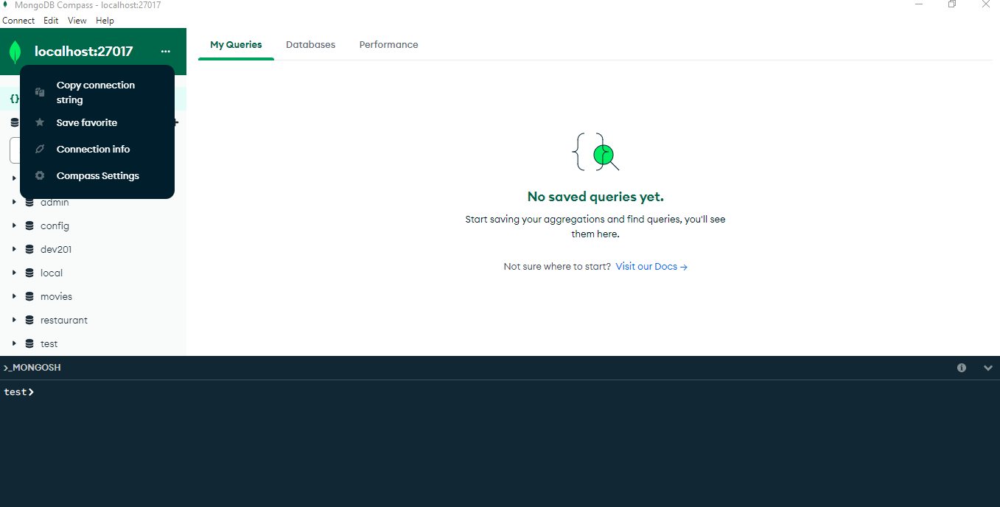 MongoDB Compass - localhost:27017
Connect Edit View Help
localhost:27017 ...
My Queries Databases Performance
Copy connection
string
Save favorite
Connection info
Compass Settings
admin
config
dev201
local
movies
restaurant
test
No saved queries yet.
Start saving your aggregations and find queries, you'll see
them here.
Not sure where to start? Visit our Docs →
>_MONGOSH
test>